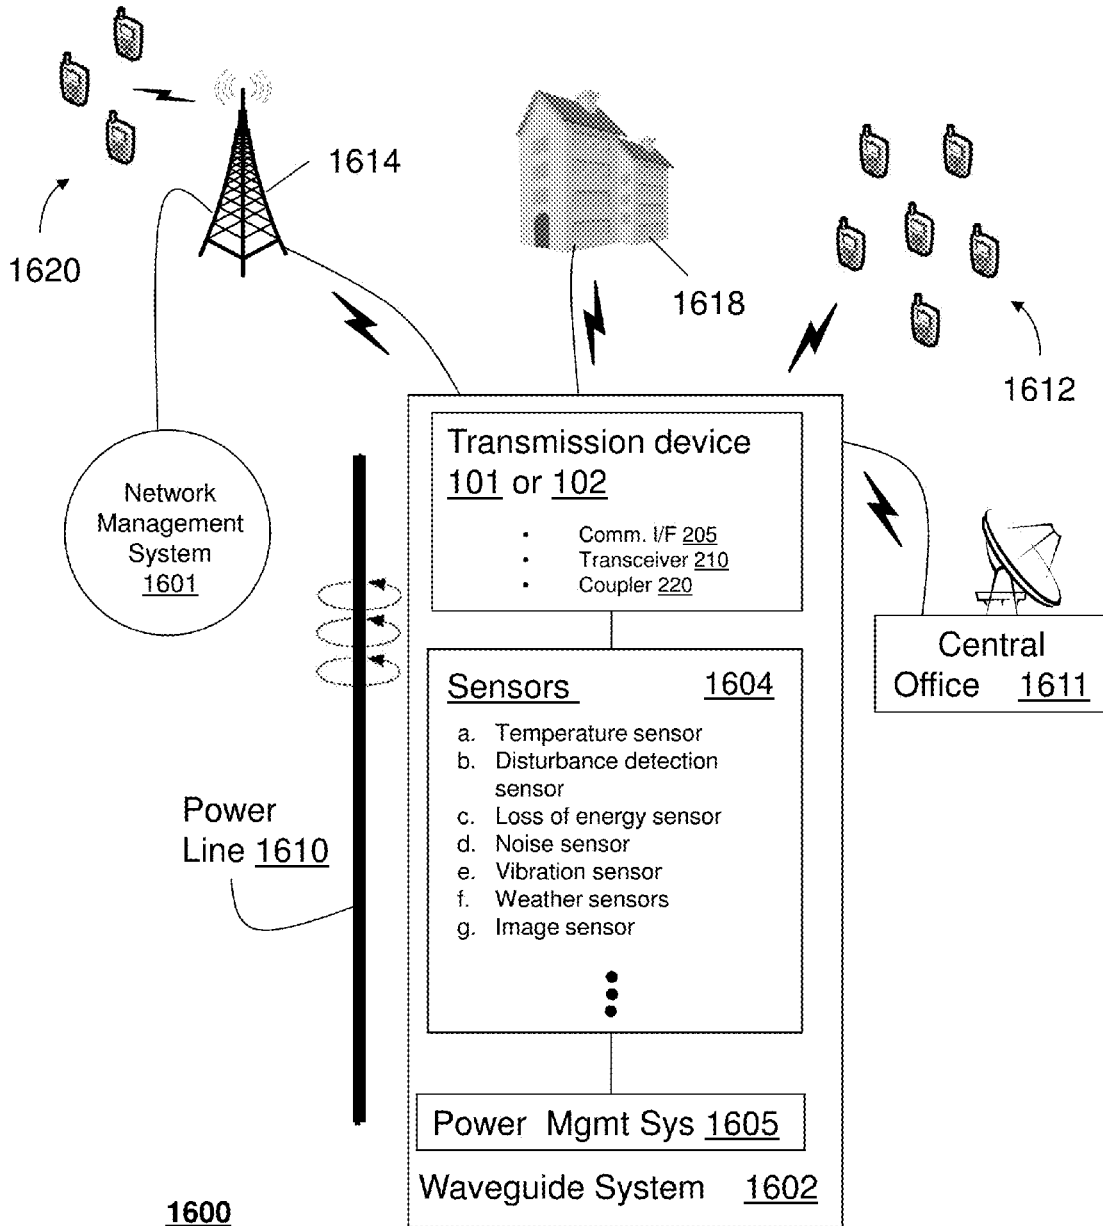 1614
1620
1618
1612
Transmission device
101 or 102
• Comm. I/F 205
• Transceiver 210
• Coupler 220
Network
Management
System
1601
Central
Office 1611
Sensors 1604
a. Temperature sensor
b. Disturbance detection
sensor
c. Loss of energy sensor
d. Noise sensor
e. Vibration sensor
f. Weather sensors
g. Image sensor
Power
Line 1610
Power Mgmt Sys 1605
Waveguide System 1602
1600